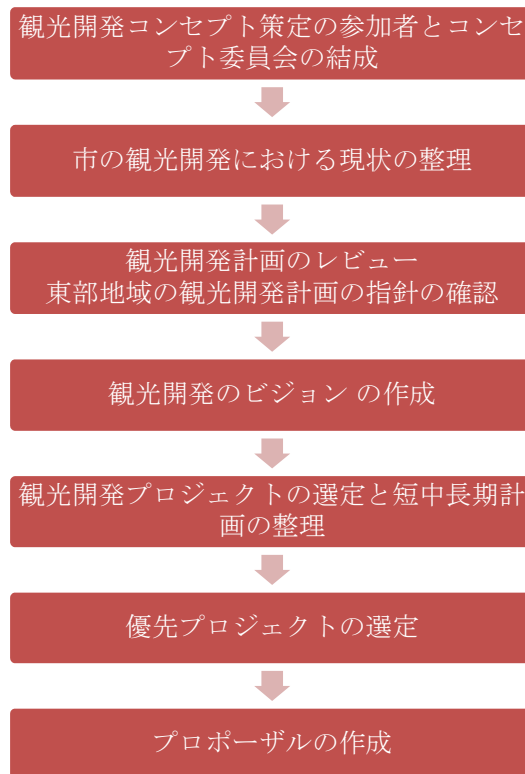 観光開発コンセプト策定の参加者とコンセ
プト委員会の結成
市の観光開発における現状の整理
観光開発計画のレビュー
東部地域の観光開発計画の指針の確認
観光開発のビジョン の作成
観光開発プロジェクトの選定と短中長期計
画の整理
優先プロジェクトの選定
プロポーザルの作成